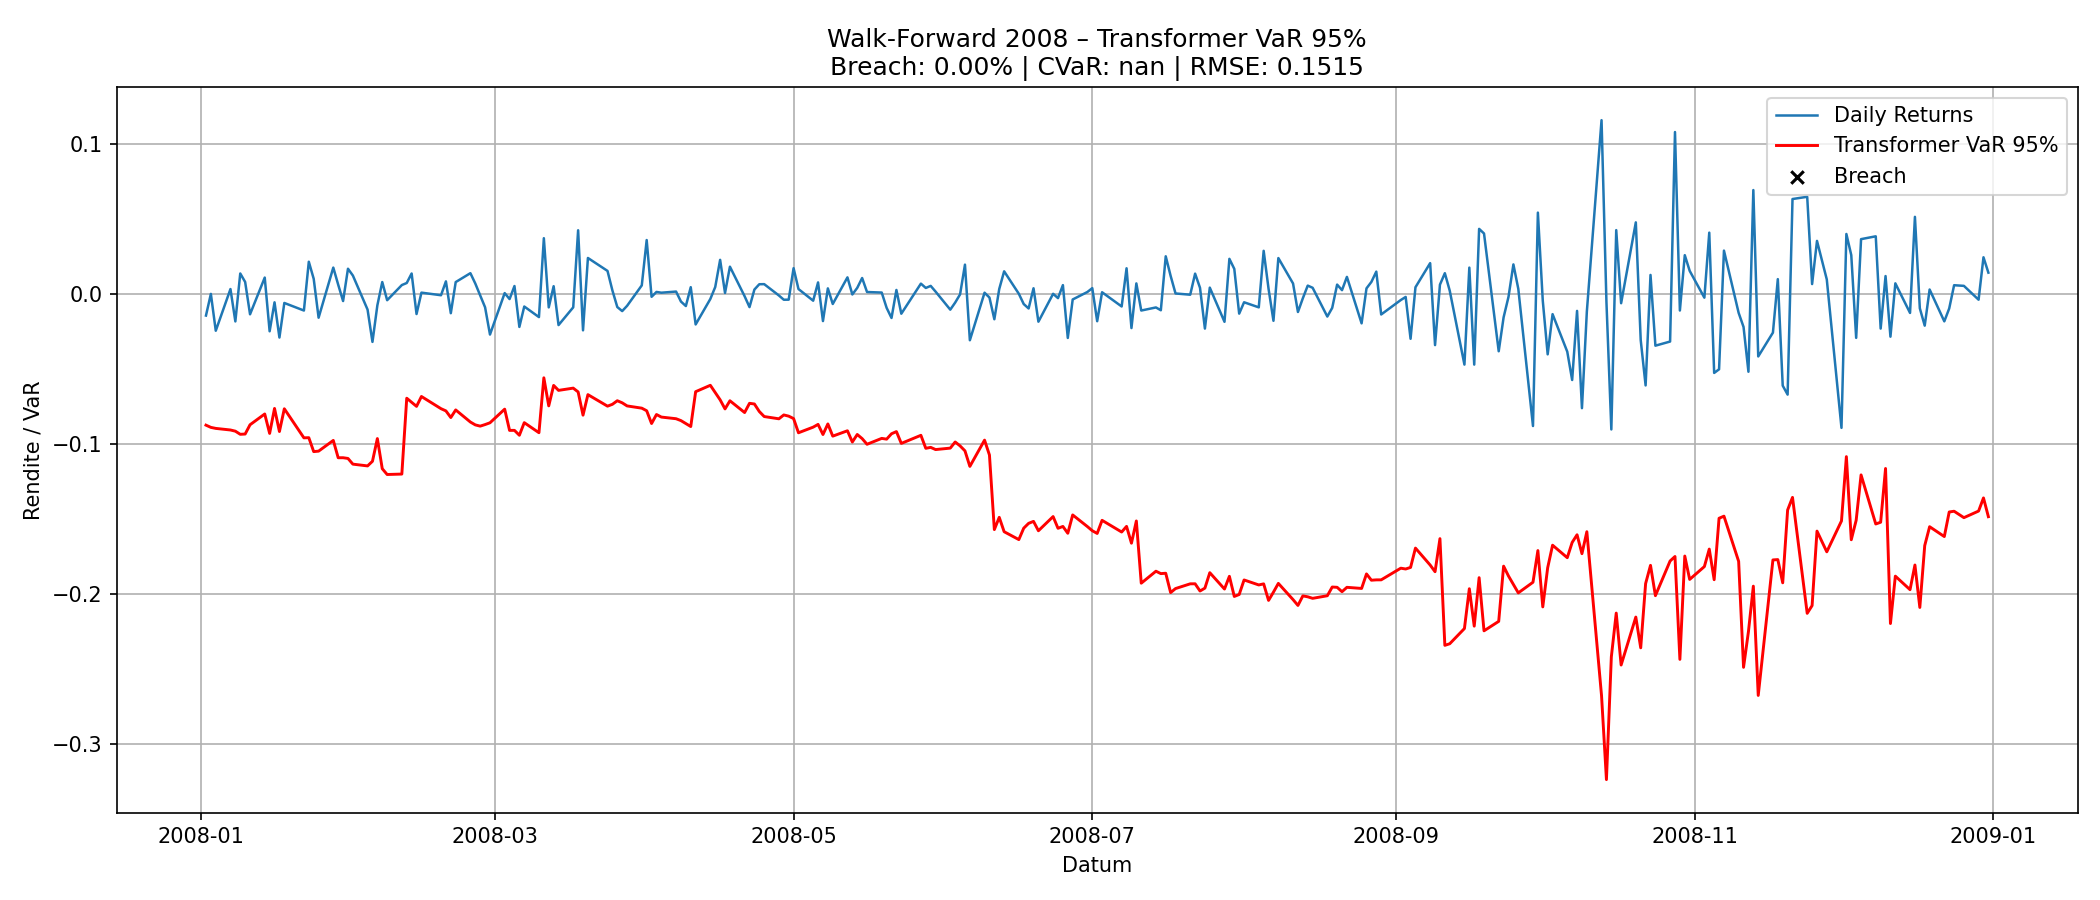 Walk-Forward 2008 – Transformer VaR 95%
Breach: 0.00% | CVaR: nan | RMSE: 0.1515
Daily Returns
Transformer VaR 95%
Breach
Rendite / VaR
0.1
0.0
−0.1
−0.2
−0.3
2008-01
2008-03
2008-05
2008-07
2008-09
2008-11
2009-01
Datum